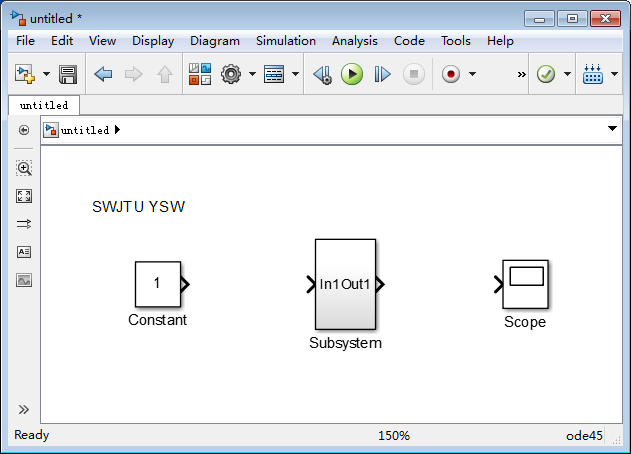 untitled *
File Edit View Display Diagram Simulation Analysis Code Tools Help
»
untitled
untitled
SWJTU YSW
1
In1 Out1
Constant
Subsystem
Scope
»
Ready 150% ode45